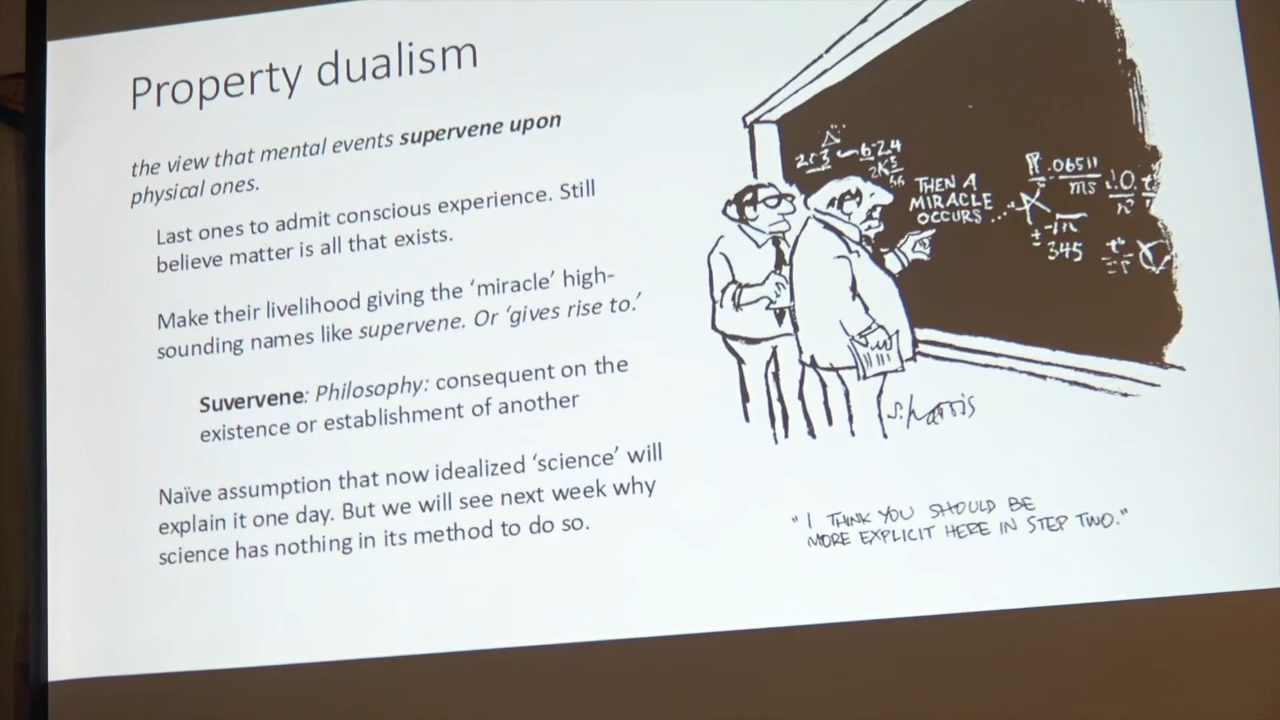 Property dualism
the view that mental events supervene upon
physical ones.
Last ones to admit conscious experience. Still
believe matter is all that exists.
Make their livelihood giving the ‘miracle’ high-
sounding names like supervene. Or ‘gives rise to.’
Suvervene: Philosophy: consequent on the
existence or establishment of another
Naïve assumption that now idealized ‘science’ will
explain it one day. But we will see next week why
science has nothing in its method to do so.
THEN A
MIRACLE
OCCURS...
.06511
ms
345
S. Harris
"I THINK YOU SHOULD BE
MORE EXPLICIT HERE IN STEP TWO."